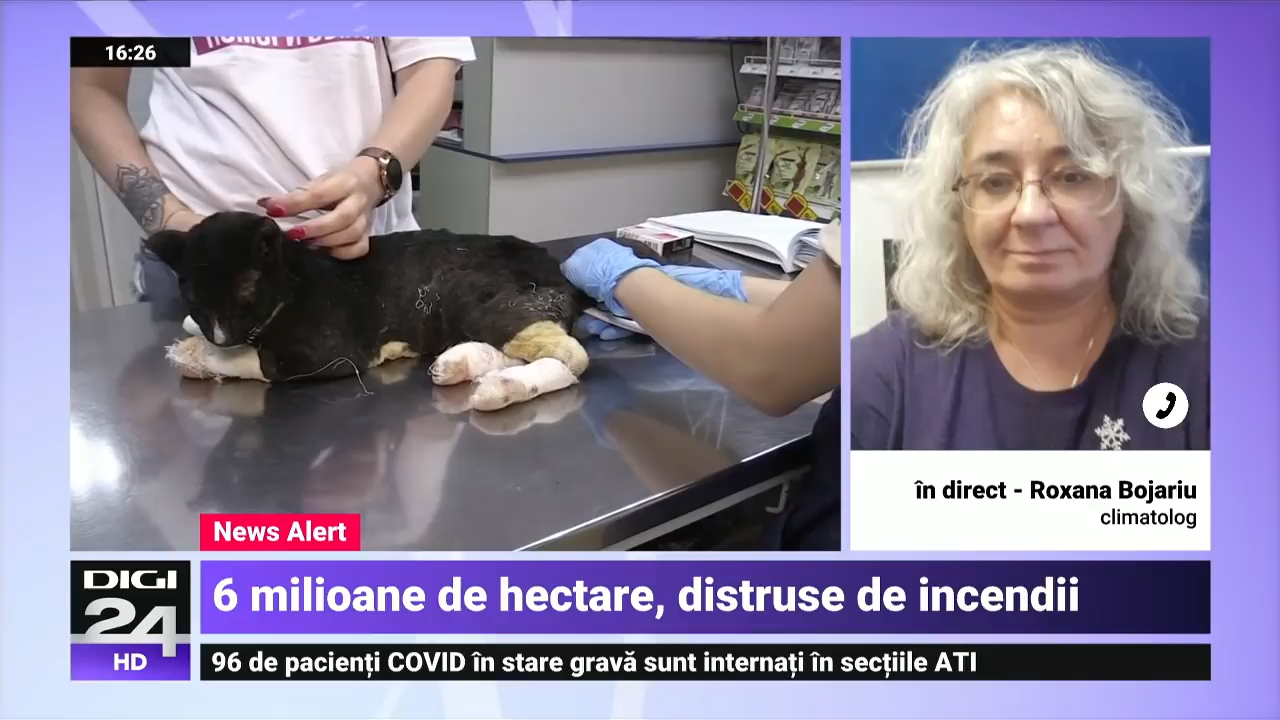 16:26
în direct - Roxana Bojariu
climatolog
News Alert
DIGI
24
HD
6 milioane de hectare, distruse de incendii
96 de pacienți COVID în stare gravă sunt internați în secțiile ATI